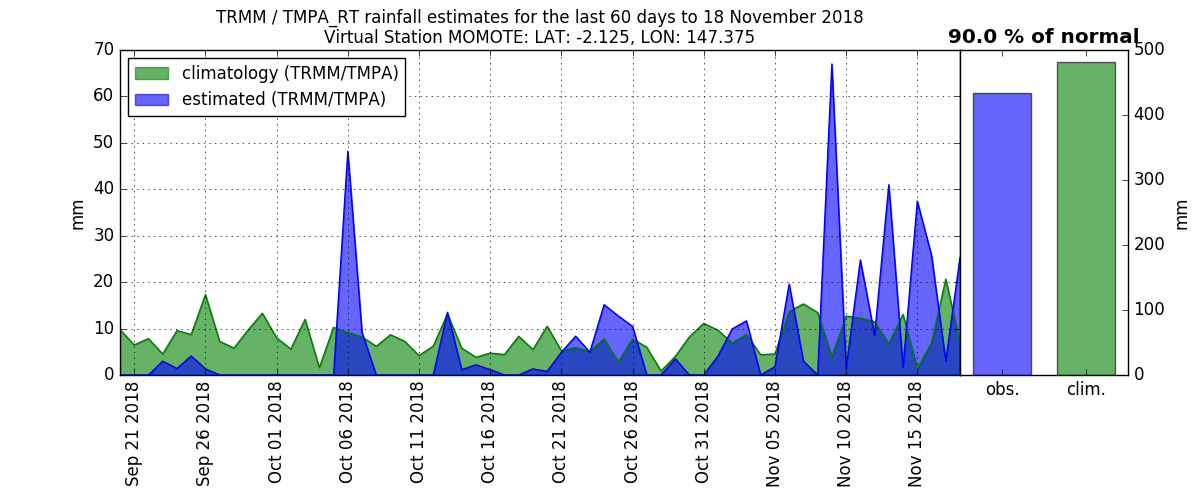 TRMM / TMPA_RT rainfall estimates for the last 60 days to 18 November 2018
Virtual Station MOMOTE: LAT: -2.125, LON: 147.375
90.0 % of normal
climatology (TRMM/TMPA)
estimated (TRMM/TMPA)
70
60
50
40
30
20
10
0
mm
Sep 21 2018
Sep 26 2018
Oct 01 2018
Oct 06 2018
Oct 11 2018
Oct 16 2018
Oct 21 2018
Oct 26 2018
Oct 31 2018
Nov 05 2018
Nov 10 2018
Nov 15 2018
obs.
clim.
500
400
300
200
100
0
mm